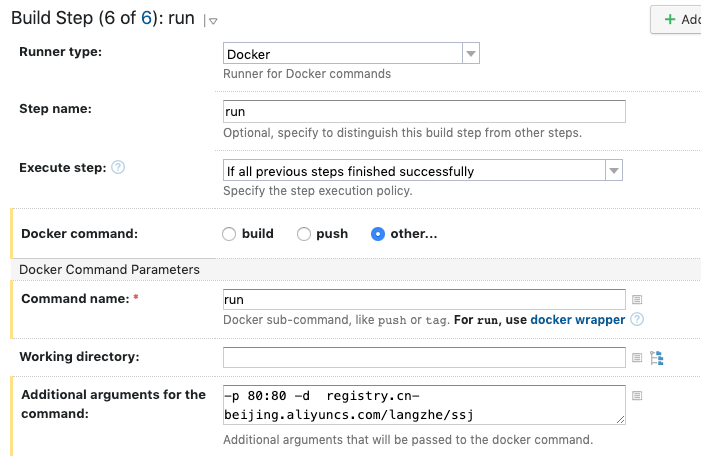 Build Step (6 of 6): run
Add
Runner type:
Docker
Runner for Docker commands
Step name:
run
Optional, specify to distinguish this build step from other steps.
Execute step:
If all previous steps finished successfully
Specify the step execution policy.
Docker command:
build
push
other...
Docker Command Parameters
Command name: *
run
Docker sub-command, like push or tag. For run, use docker wrapper
Working directory:
Additional arguments for the
command:
-p 80:80 -d  registry.cn-
beijing.aliyuncs.com/langzhe/ssj
Additional arguments that will be passed to the docker command.